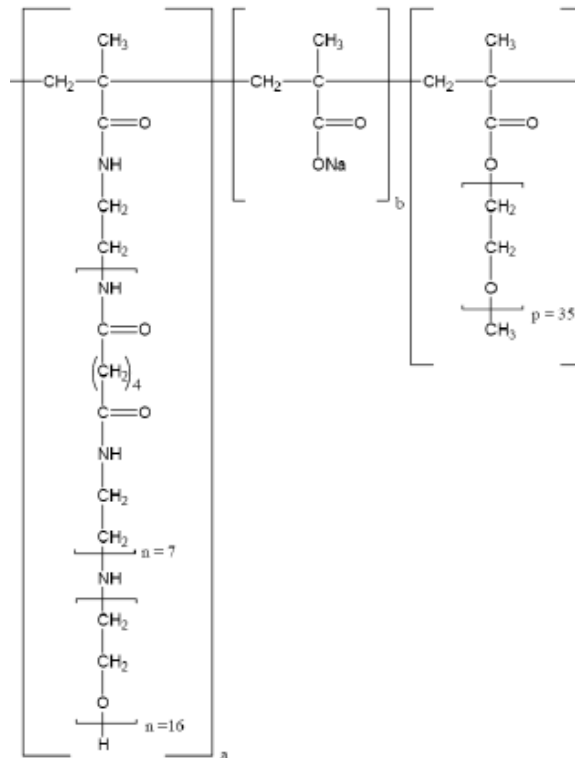 CH3 CH3 CH3
CH2 C CH2 C CH2 C
C O C O C O
NH ONa O
b
CH2 CH2
CH2 CH2
NH O
C O CH3 p = 35
(CH2)4
C O
NH
CH2
CH2
n = 7
NH
CH2
CH2
O
n =16
H
a